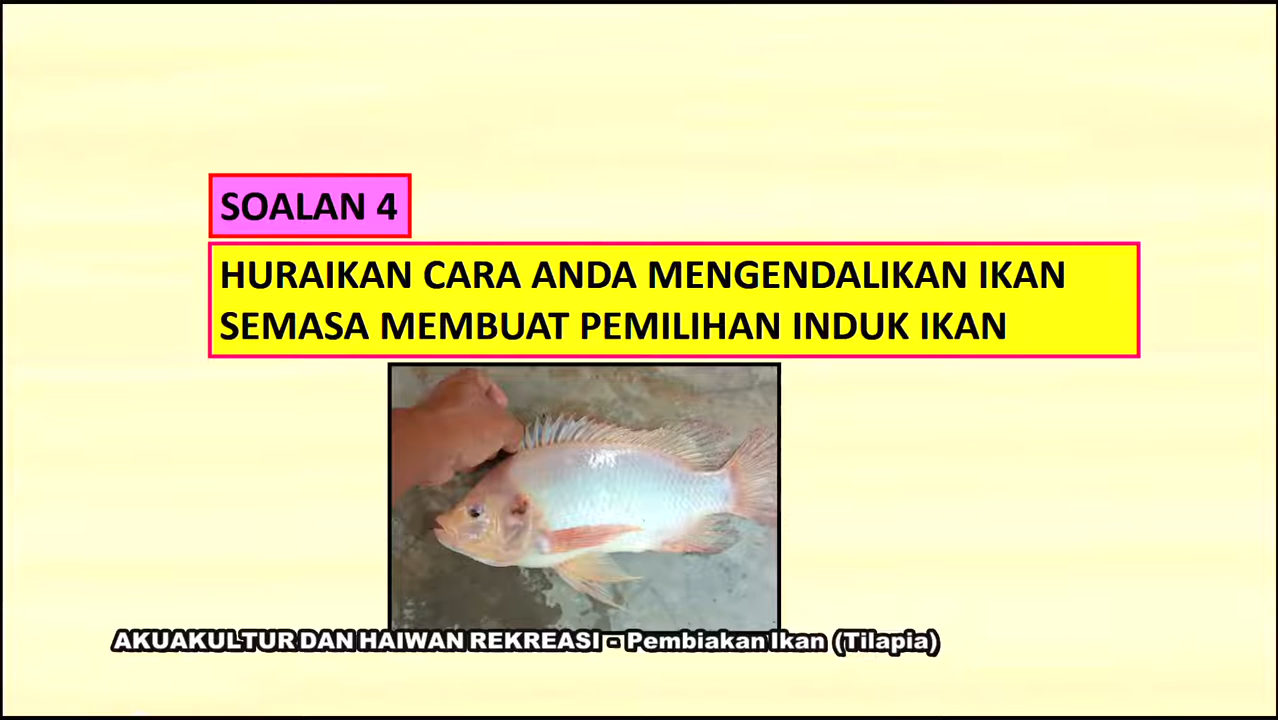 SOALAN 4
HURAIKAN CARA ANDA MENGENDALIKAN IKAN
SEMASA MEMBUAT PEMILIHAN INDUK IKAN
AKUAKULTUR DAN HAIWAN REKREASI - Pembiakan Ikan (Tilapia)